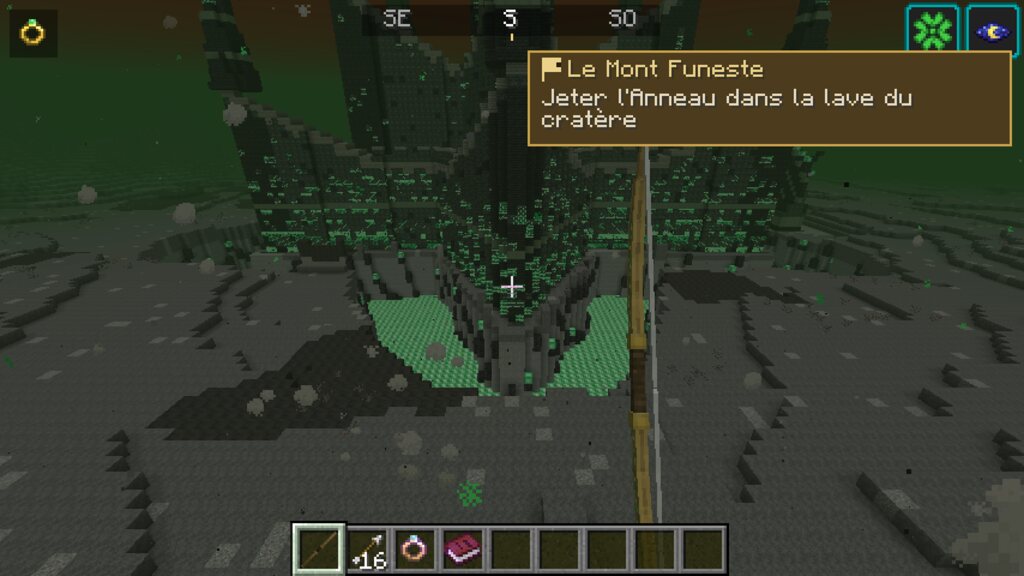 SE S SO
Le Mont Funeste
Jeter l'Anneau dans la lave du
cratère
+16